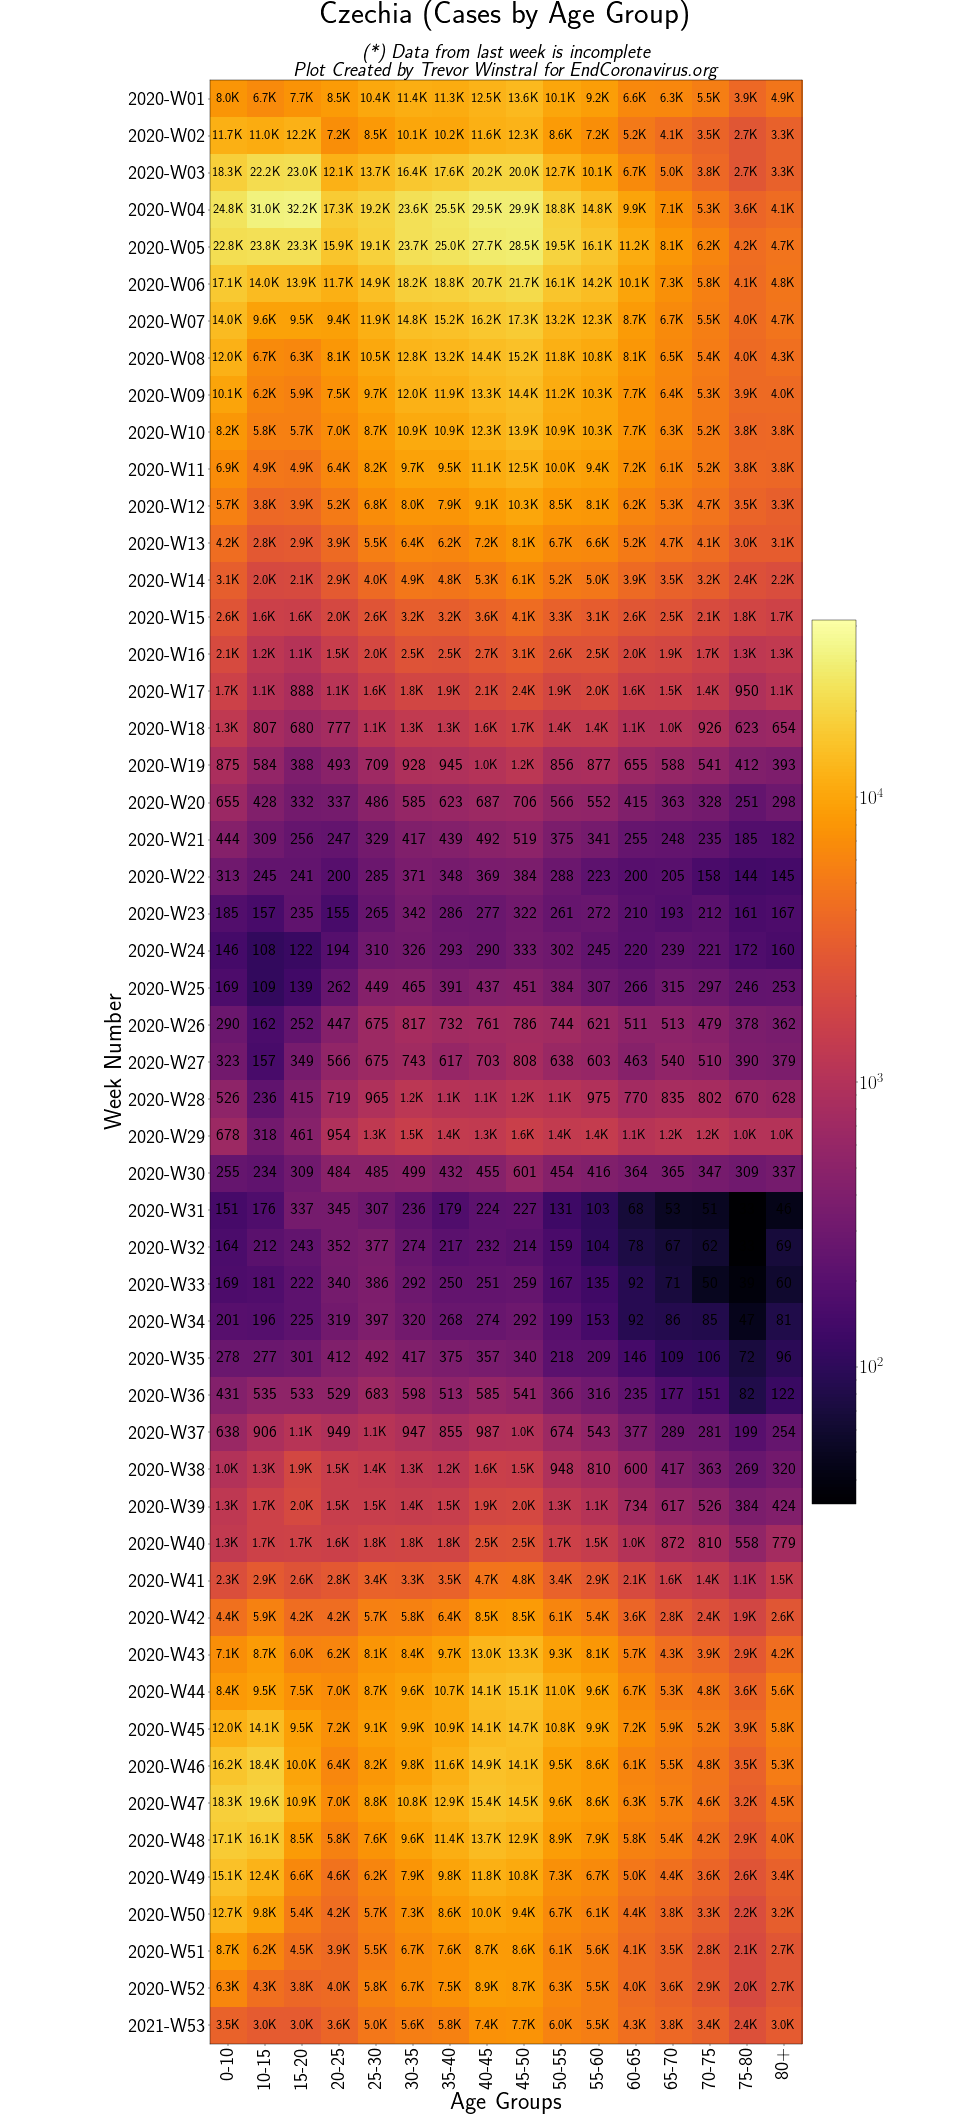 Czechia (Cases by Age Group)
(*) Data from last week is incomplete
Plot Created by Trevor Winstral for EndCoronavirus.org
2020-W01 8.0K 6.7K 7.7K 8.5K 10.4K 11.4K 11.3K 12.5K 13.6K 10.1K 9.2K 6.6K 6.3K 5.5K 3.9K 4.9K
2020-W02 11.7K 11.0K 12.2K 7.2K 8.5K 10.1K 10.2K 11.6K 12.3K 8.6K 7.2K 5.2K 4.1K 3.5K 2.7K 3.3K
2020-W03 18.3K 22.2K 23.0K 12.1K 13.7K 16.4K 17.6K 20.2K 20.0K 12.7K 10.1K 6.7K 5.0K 3.8K 2.7K 3.3K
2020-W04 24.8K 31.0K 32.2K 17.3K 19.2K 23.6K 25.5K 29.5K 29.9K 18.8K 14.8K 9.9K 7.1K 5.3K 3.6K 4.1K
2020-W05 22.8K 23.8K 23.3K 15.9K 19.1K 23.7K 25.0K 27.7K 28.5K 19.5K 16.1K 11.2K 8.1K 6.2K 4.2K 4.7K
2020-W06 17.1K 14.0K 13.9K 11.7K 14.9K 18.2K 18.8K 20.7K 21.7K 16.1K 14.2K 10.1K 7.3K 5.8K 4.1K 4.8K
2020-W07 14.0K 9.6K 9.5K 9.4K 11.9K 14.8K 15.2K 16.2K 17.3K 13.2K 12.3K 8.7K 6.7K 5.5K 4.0K 4.7K
2020-W08 12.0K 6.7K 6.3K 8.1K 10.5K 12.8K 13.2K 14.4K 15.2K 11.8K 10.8K 8.1K 6.5K 5.4K 4.0K 4.3K
2020-W09 10.1K 6.2K 5.9K 7.5K 9.7K 12.0K 11.9K 13.3K 14.4K 11.2K 10.3K 7.7K 6.4K 5.3K 3.9K 4.0K
2020-W10 8.2K 5.8K 5.7K 7.0K 8.7K 10.9K 10.9K 12.3K 13.9K 10.9K 10.3K 7.7K 6.3K 5.2K 3.8K 3.8K
2020-W11 6.9K 4.9K 4.9K 6.4K 8.2K 9.7K 9.5K 11.1K 12.5K 10.0K 9.4K 7.2K 6.1K 5.2K 3.8K 3.8K
2020-W12 5.7K 3.8K 3.9K 5.2K 6.8K 8.0K 7.9K 9.1K 10.3K 8.5K 8.1K 6.2K 5.3K 4.7K 3.5K 3.3K
2020-W13 4.2K 2.8K 2.9K 3.9K 5.5K 6.4K 6.2K 7.2K 8.1K 6.7K 6.6K 5.2K 4.7K 4.1K 3.0K 3.1K
2020-W14 3.1K 2.0K 2.1K 2.9K 4.0K 4.9K 4.8K 5.3K 6.1K 5.2K 5.0K 3.9K 3.5K 3.2K 2.4K 2.2K
2020-W15 2.6K 1.6K 1.6K 2.0K 2.6K 3.2K 3.2K 3.6K 4.1K 3.3K 3.1K 2.6K 2.5K 2.1K 1.8K 1.7K
2020-W16 2.1K 1.2K 1.1K 1.5K 2.0K 2.5K 2.5K 2.7K 3.1K 2.6K 2.5K 2.0K 1.9K 1.7K 1.3K 1.3K
2020-W17 1.7K 1.1K 888 1.1K 1.6K 1.8K 1.9K 2.1K 2.4K 1.9K 2.0K 1.6K 1.5K 1.4K 950 1.1K
2020-W18 1.3K 807 680 777 1.1K 1.3K 1.3K 1.6K 1.7K 1.4K 1.4K 1.1K 1.0K 926 623 654
2020-W19 875 584 388 493 709 928 945 1.0K 1.2K 856 877 655 588 541 412 393
2020-W20 655 428 332 337 486 585 623 687 706 566 552 415 363 328 251 298
2020-W21 444 309 256 247 329 417 439 492 519 375 341 255 248 235 185 182
2020-W22 313 245 241 200 285 371 348 369 384 288 223 200 205 158 144 145
2020-W23 185 157 235 155 265 342 286 277 322 261 272 210 193 212 161 167
2020-W24 146 108 122 194 310 326 293 290 333 302 245 220 239 221 172 160
2020-W25 169 109 139 262 449 465 391 437 451 384 307 266 315 297 246 253
2020-W26 290 162 252 447 675 817 732 761 786 744 621 511 513 479 378 362
2020-W27 323 157 349 566 675 743 617 703 808 638 603 463 540 510 390 379
2020-W28 526 236 415 719 965 1.2K 1.1K 1.1K 1.2K 1.1K 975 770 835 802 670 628
2020-W29 678 318 461 954 1.3K 1.5K 1.4K 1.3K 1.6K 1.4K 1.4K 1.1K 1.2K 1.2K 1.0K 1.0K
2020-W30 255 234 309 484 485 499 432 455 601 454 416 364 365 347 309 337
2020-W31 151 176 337 345 307 236 179 224 227 131 103 68 53 51 46
2020-W32 164 212 243 352 377 274 217 232 214 159 104 78 67 62 69
2020-W33 169 181 222 340 386 292 250 251 259 167 135 92 71 50 60
2020-W34 201 196 225 319 397 320 268 274 292 199 153 92 86 85 47 81
2020-W35 278 277 301 412 492 417 375 357 340 218 209 146 109 106 72 96
2020-W36 431 535 533 529 683 598 513 585 541 366 316 235 177 151 82 122
2020-W37 638 906 1.1K 949 1.1K 947 855 987 1.0K 674 543 377 289 281 199 254
2020-W38 1.0K 1.3K 1.9K 1.5K 1.4K 1.3K 1.2K 1.6K 1.5K 948 810 600 417 363 269 320
2020-W39 1.3K 1.7K 2.0K 1.5K 1.5K 1.4K 1.5K 1.9K 2.0K 1.3K 1.1K 734 617 526 384 424
2020-W40 1.3K 1.7K 1.7K 1.6K 1.8K 1.8K 1.8K 2.5K 2.5K 1.7K 1.5K 1.0K 872 810 558 779
2020-W41 2.3K 2.9K 2.6K 2.8K 3.4K 3.3K 3.5K 4.7K 4.8K 3.4K 2.9K 2.1K 1.6K 1.4K 1.1K 1.5K
2020-W42 4.4K 5.9K 4.2K 4.2K 5.7K 5.8K 6.4K 8.5K 8.5K 6.1K 5.4K 3.6K 2.8K 2.4K 1.9K 2.6K
2020-W43 7.1K 8.7K 6.0K 6.2K 8.1K 8.4K 9.7K 13.0K 13.3K 9.3K 8.1K 5.7K 4.3K 3.9K 2.9K 4.2K
2020-W44 8.4K 9.5K 7.5K 7.0K 8.7K 9.6K 10.7K 14.1K 15.1K 11.0K 9.6K 6.7K 5.3K 4.8K 3.6K 5.6K
2020-W45 12.0K 14.1K 9.5K 7.2K 9.1K 9.9K 10.9K 14.1K 14.7K 10.8K 9.9K 7.2K 5.9K 5.2K 3.9K 5.8K
2020-W46 16.2K 18.4K 10.0K 6.4K 8.2K 9.8K 11.6K 14.9K 14.1K 9.5K 8.6K 6.1K 5.5K 4.8K 3.5K 5.3K
2020-W47 18.3K 19.6K 10.9K 7.0K 8.8K 10.8K 12.9K 15.4K 14.5K 9.6K 8.6K 6.3K 5.7K 4.6K 3.2K 4.5K
2020-W48 17.1K 16.1K 8.5K 5.8K 7.6K 9.6K 11.4K 13.7K 12.9K 8.9K 7.9K 5.8K 5.4K 4.2K 2.9K 4.0K
2020-W49 15.1K 12.4K 6.6K 4.6K 6.2K 7.9K 9.8K 11.8K 10.8K 7.3K 6.7K 5.0K 4.4K 3.6K 2.6K 3.4K
2020-W50 12.7K 9.8K 5.4K 4.2K 5.7K 7.3K 8.6K 10.0K 9.4K 6.7K 6.1K 4.4K 3.8K 3.3K 2.2K 3.2K
2020-W51 8.7K 6.2K 4.5K 3.9K 5.5K 6.7K 7.6K 8.7K 8.6K 6.1K 5.6K 4.1K 3.5K 2.8K 2.1K 2.7K
2020-W52 6.3K 4.3K 3.8K 4.0K 5.8K 6.7K 7.5K 8.9K 8.7K 6.3K 5.5K 4.0K 3.6K 2.9K 2.0K 2.7K
2021-W53 3.5K 3.0K 3.0K 3.6K 5.0K 5.6K 5.8K 7.4K 7.7K 6.0K 5.5K 4.3K 3.8K 3.4K 2.4K 3.0K
0-10 10-15 15-20 20-25 25-30 30-35 35-40 40-45 45-50 50-55 55-60 60-65 65-70 70-75 75-80 80+
Age Groups
Week Number
10⁴
10³
10²